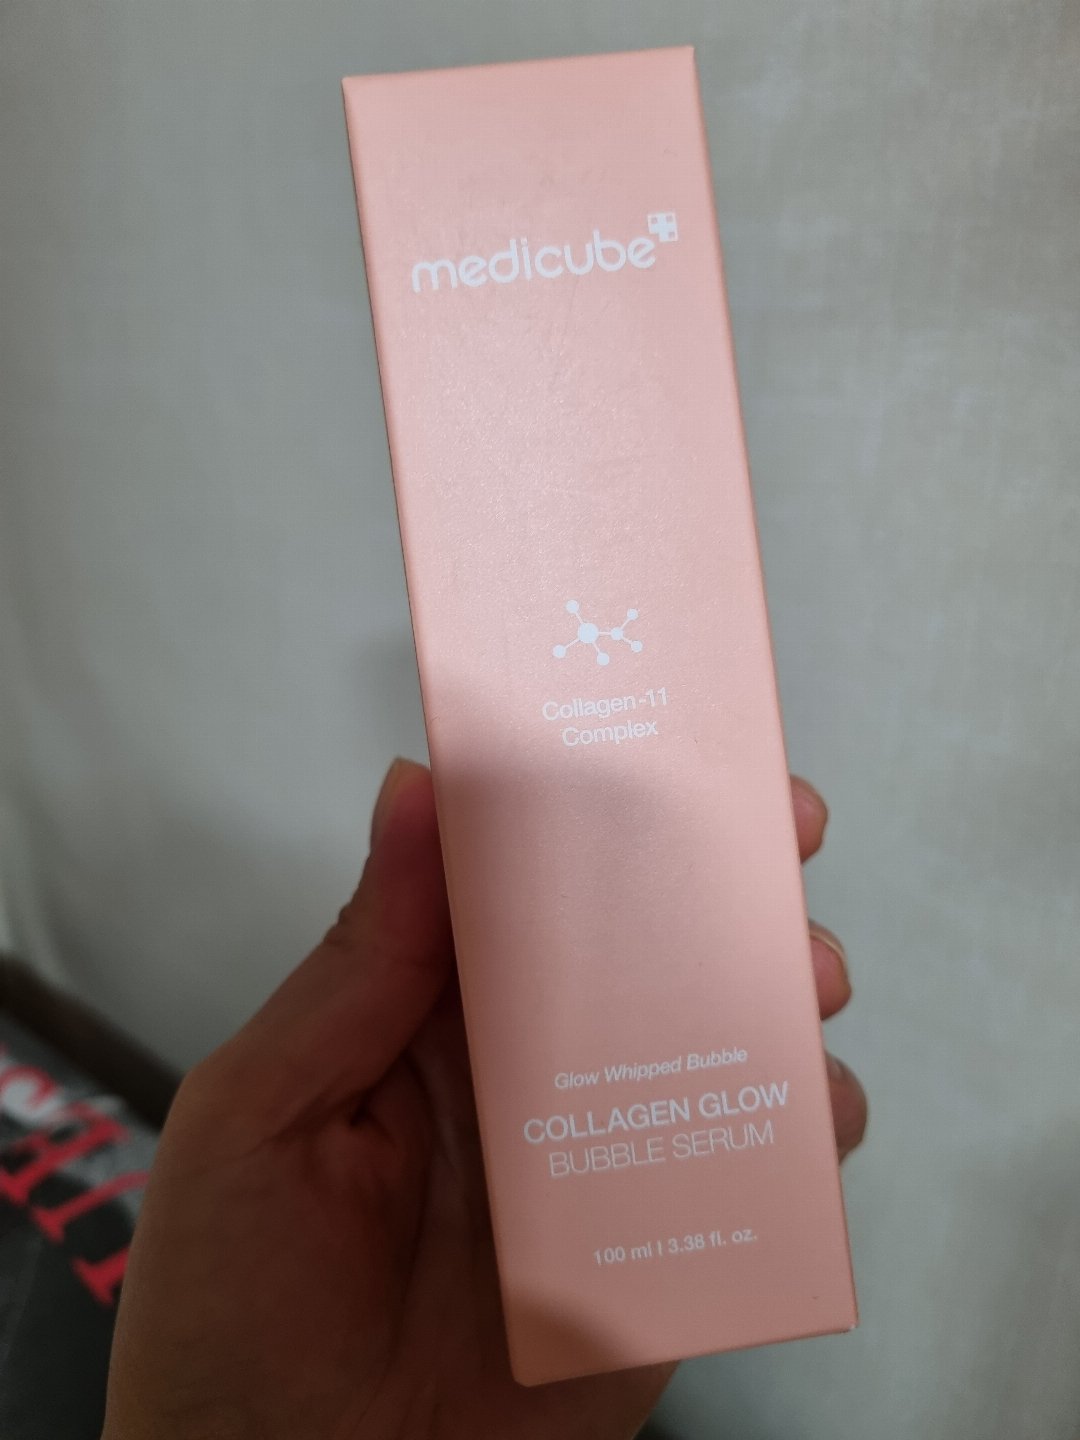 medicube
Collagen-11
Complex
Glow Whipped Bubble
COLLAGEN GLOW
BUBBLE SERUM
100 ml | 3.38 fl. oz.